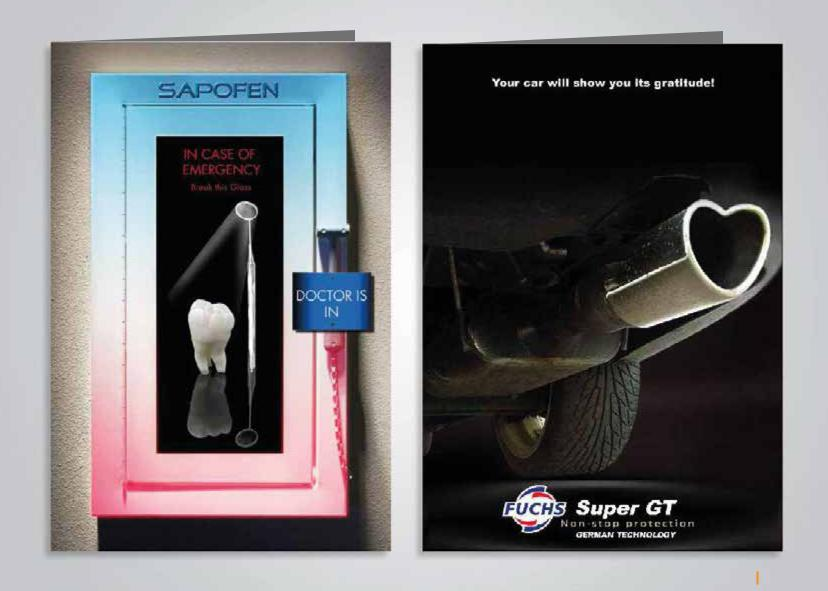 SAPOFEN
IN CASE OF
EMERGENCY
Break this Glass
DOCTOR IS
IN
Your car will show you its gratitude!
FUCHS Super GT
Non-stop protection
GERMAN TECHNOLOGY